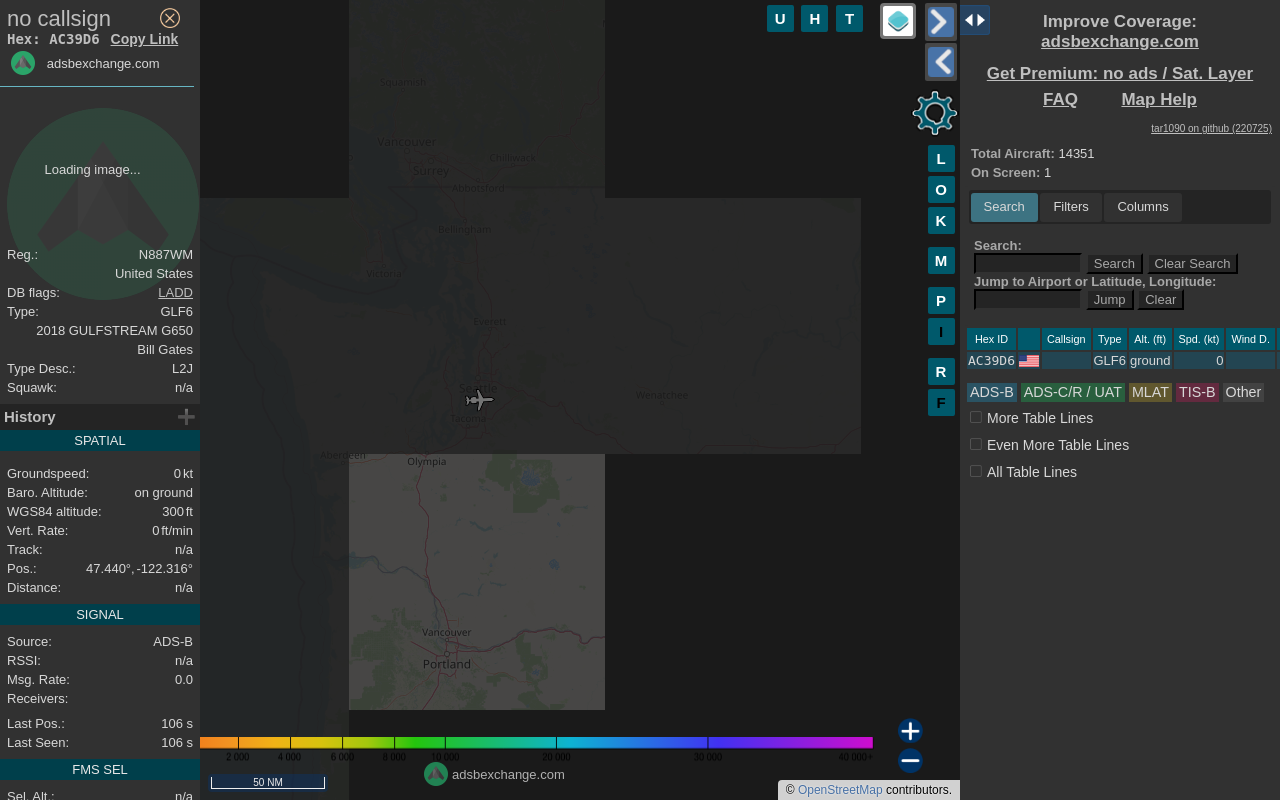 no callsign
Hex: AC39D6 Copy Link
adsbexchange.com
Loading image...
Reg.: N887WM
United States
DB flags: LADD
Type: GLF6
2018 GULFSTREAM G650
Bill Gates
Type Desc.: L2J
Squawk: n/a
History
SPATIAL
Groundspeed: 0 kt
Baro. Altitude: on ground
WGS84 altitude: 300 ft
Vert. Rate: 0 ft/min
Track: n/a
Pos.: 47.440°, -122.316°
Distance: n/a
SIGNAL
Source: ADS-B
RSSI: n/a
Msg. Rate: 0.0
Receivers:
Last Pos.: 106 s
Last Seen: 106 s
FMS SEL
Sel. Alt.: n/a
U H T
Squamish
Vancouver
Chilliwack
Surrey
Abbotsford
Bellingham
Victoria
Everett
Seattle
Wenatchee
Tacoma
Aberdeen
Olympia
Vancouver
Portland
L
O
K
M
P
I
R
F
2 000 4 000 6 000 8 000 10 000 20 000 30 000 40 000+
50 NM
adsbexchange.com
© OpenStreetMap contributors.
Improve Coverage:
adsbexchange.com
Get Premium: no ads / Sat. Layer
FAQ Map Help
tar1090 on github (220725)
Total Aircraft: 14351
On Screen: 1
Search Filters Columns
Search:
Search Clear Search
Jump to Airport or Latitude, Longitude:
Jump Clear
Hex ID Callsign Type Alt. (ft) Spd. (kt) Wind D.
AC39D6 GLF6 ground 0
ADS-B ADS-C/R / UAT MLAT TIS-B Other
More Table Lines
Even More Table Lines
All Table Lines